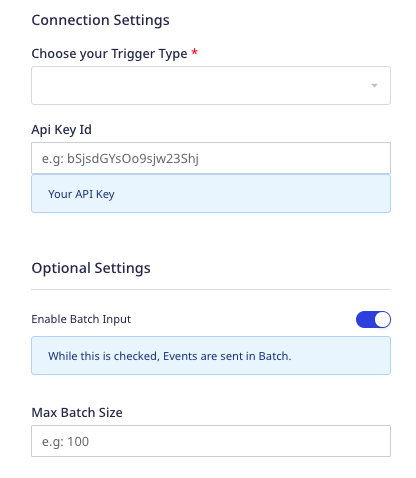 Connection Settings
Choose your Trigger Type *
Api Key Id
e.g: bSjsdGYsOo9sjw23Shj
Your API Key
Optional Settings
Enable Batch Input
While this is checked, Events are sent in Batch.
Max Batch Size
e.g: 100